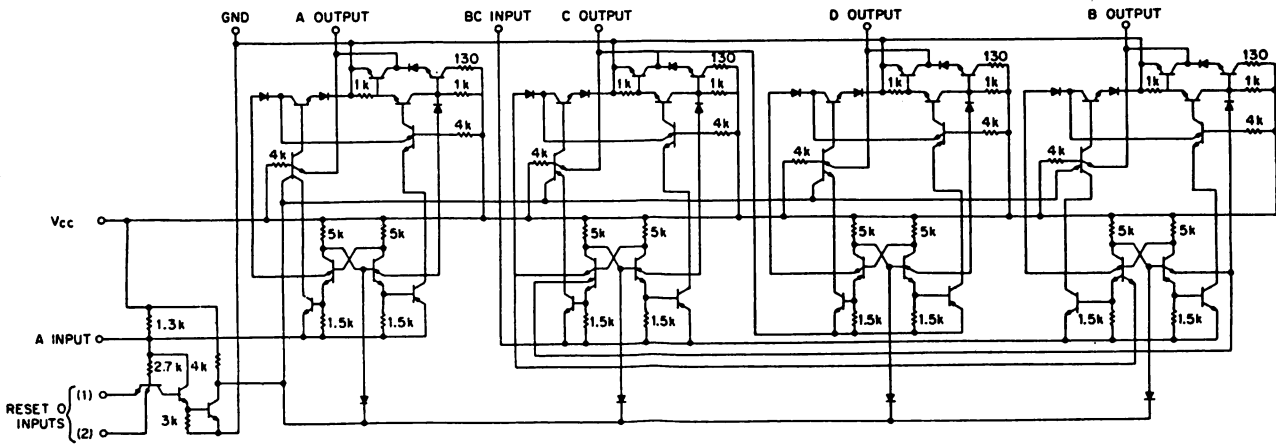 GND
A OUTPUT
BC INPUT
C OUTPUT
D OUTPUT
B OUTPUT
130
130
130
130
1k
1k
1k
1k
1k
1k
1k
1k
4k
4k
4k
4k
4k
4k
4k
4k
Vcc
5k
5k
5k
5k
5k
5k
5k
5k
1.5k
1.5k
1.5k
1.5k
1.5k
1.5k
1.5k
1.5k
1.3k
A INPUT
2.7k
4k
(1)
RESET 0
INPUTS
3k
(2)